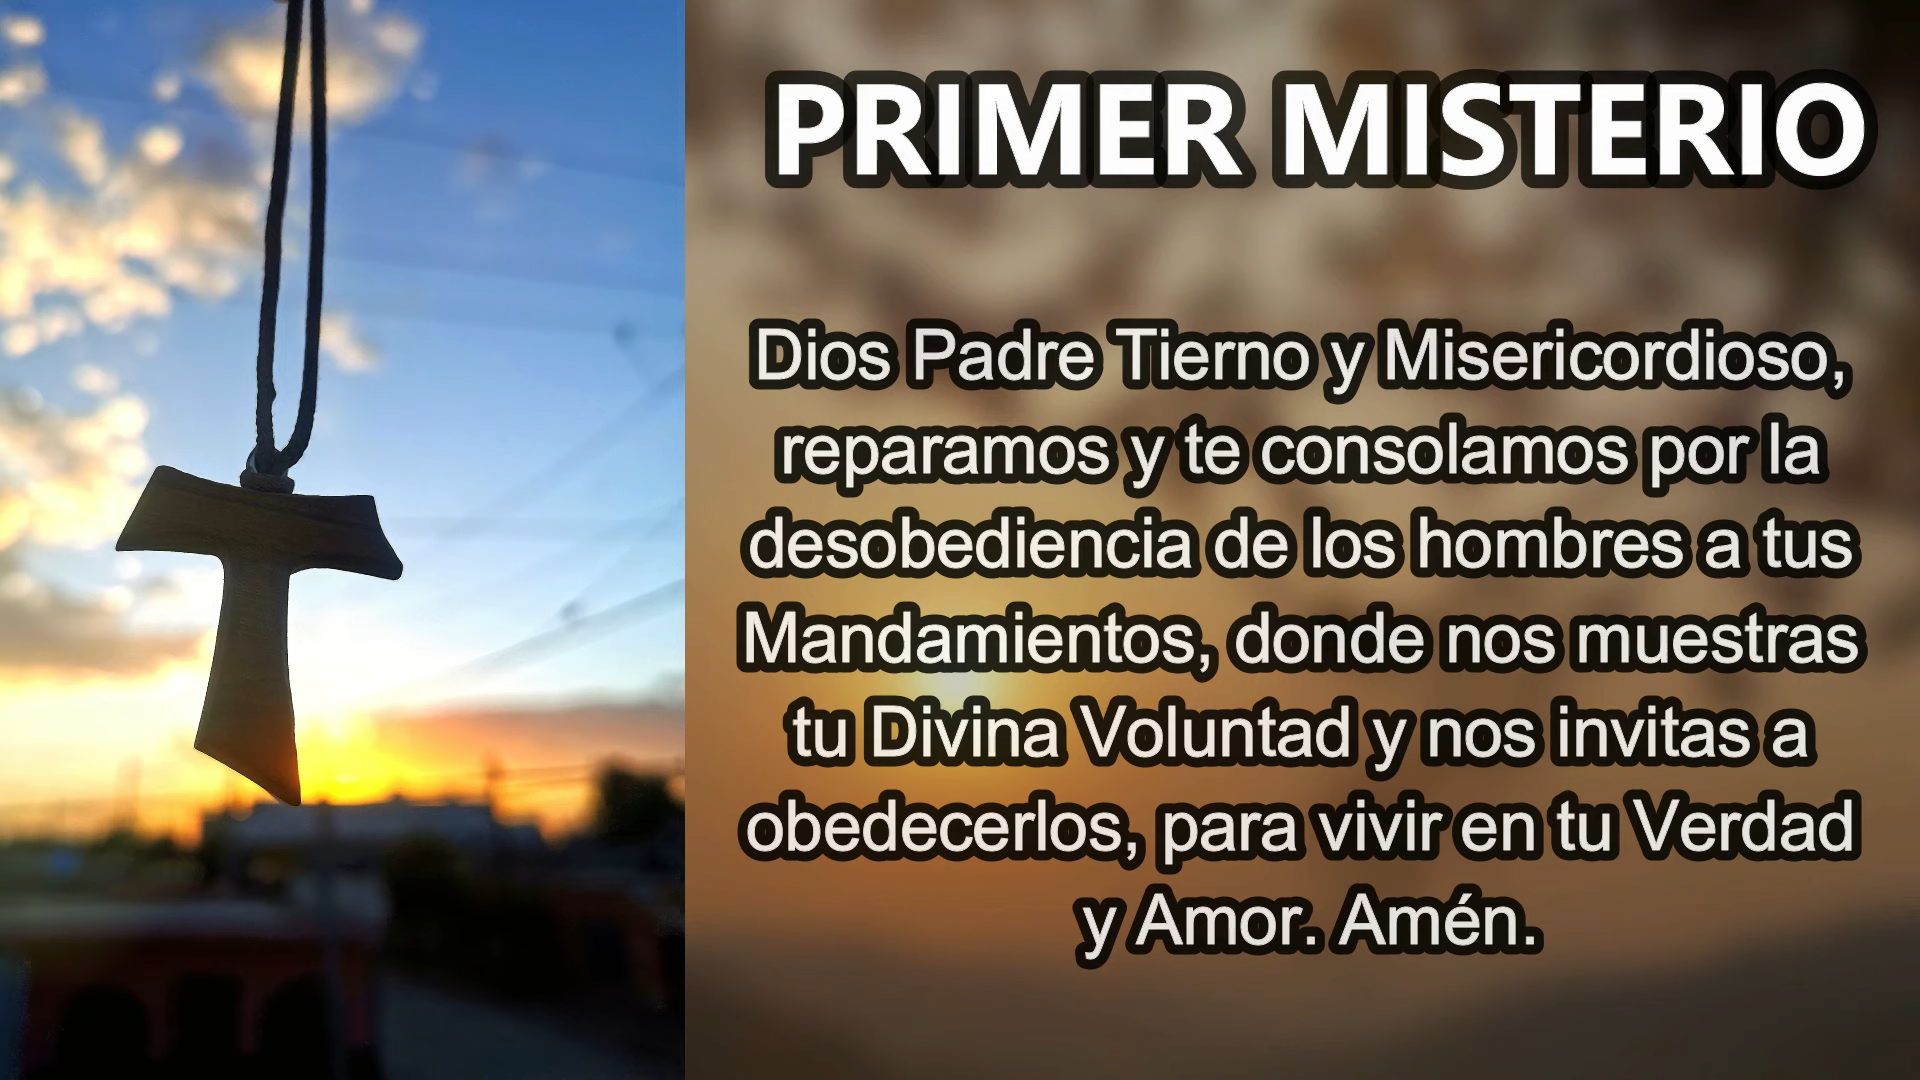 PRIMER MISTERIO
Dios Padre Tierno y Misericordioso,
reparamos y te consolamos por la
desobediencia de los hombres a tus
Mandamientos, donde nos muestras
tu Divina Voluntad y nos invitas a
obedecerlos, para vivir en tu Verdad
y Amor. Amén.